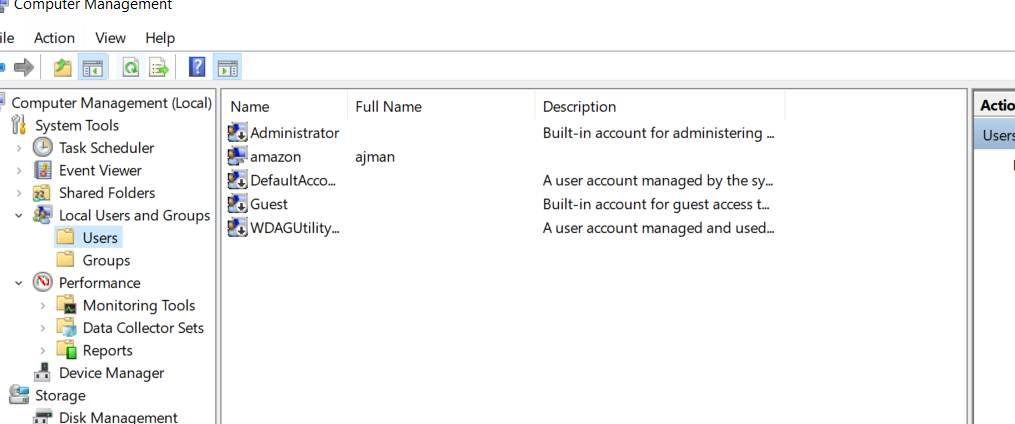 Computer Management
ile Action View Help
Computer Management (Local)
System Tools
Task Scheduler
Event Viewer
Shared Folders
Local Users and Groups
Users
Groups
Performance
Monitoring Tools
Data Collector Sets
Reports
Device Manager
Storage
Disk Management
Name Full Name Description
Administrator Built-in account for administering ...
amazon ajman
DefaultAcco... A user account managed by the sy...
Guest Built-in account for guest access t...
WDAGUtility... A user account managed and used...
Actio
Users